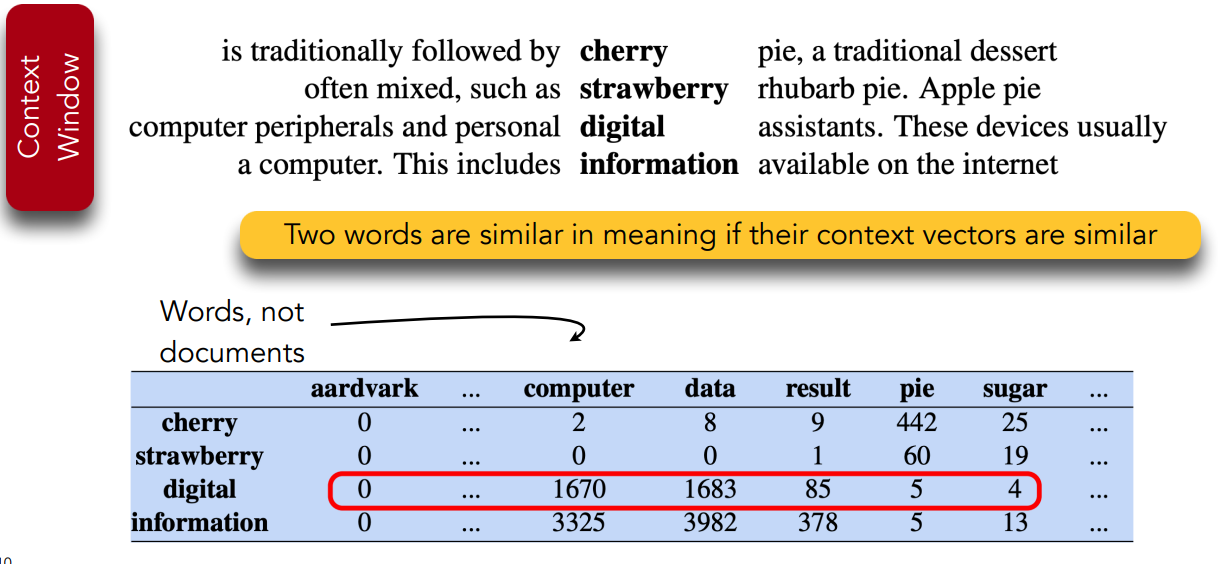 Context
Window
is traditionally followed by cherry pie, a traditional dessert
often mixed, such as strawberry rhubarb pie. Apple pie
computer peripherals and personal digital assistants. These devices usually
a computer. This includes information available on the internet
Two words are similar in meaning if their context vectors are similar
Words, not
documents
aardvark ... computer data result pie sugar ...
cherry 0 ... 2 8 9 442 25 ...
strawberry 0 ... 0 0 1 60 19 ...
digital 0 ... 1670 1683 85 5 4 ...
information 0 ... 3325 3982 378 5 13 ...